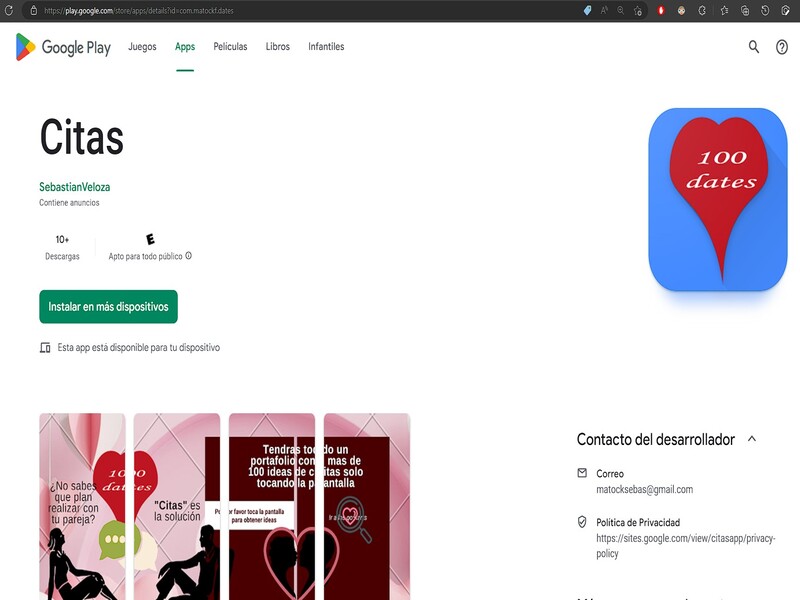 https://play.google.com/store/apps/details?id=com.matockf.dates
Google Play
Juegos
Apps
Películas
Libros
Infantiles
Citas
SebastianVeloza
Contiene anuncios
10+
Descargas
E
Apto para todo público
Instalar en más dispositivos
Esta app está disponible para tu dispositivo
100
dates
¿No sabes
que plan
realizar con
tu pareja?
dates
"Citas" es
la solución
Tendras todo un
portafolio con mas de
100 ideas de citas solo
tocando la pantalla
Por favor toca la pantalla
para obtener ideas
Contacto del desarrollador
Correo
matocksebas@gmail.com
Política de Privacidad
https://sites.google.com/view/citasapp/privacy-
policy